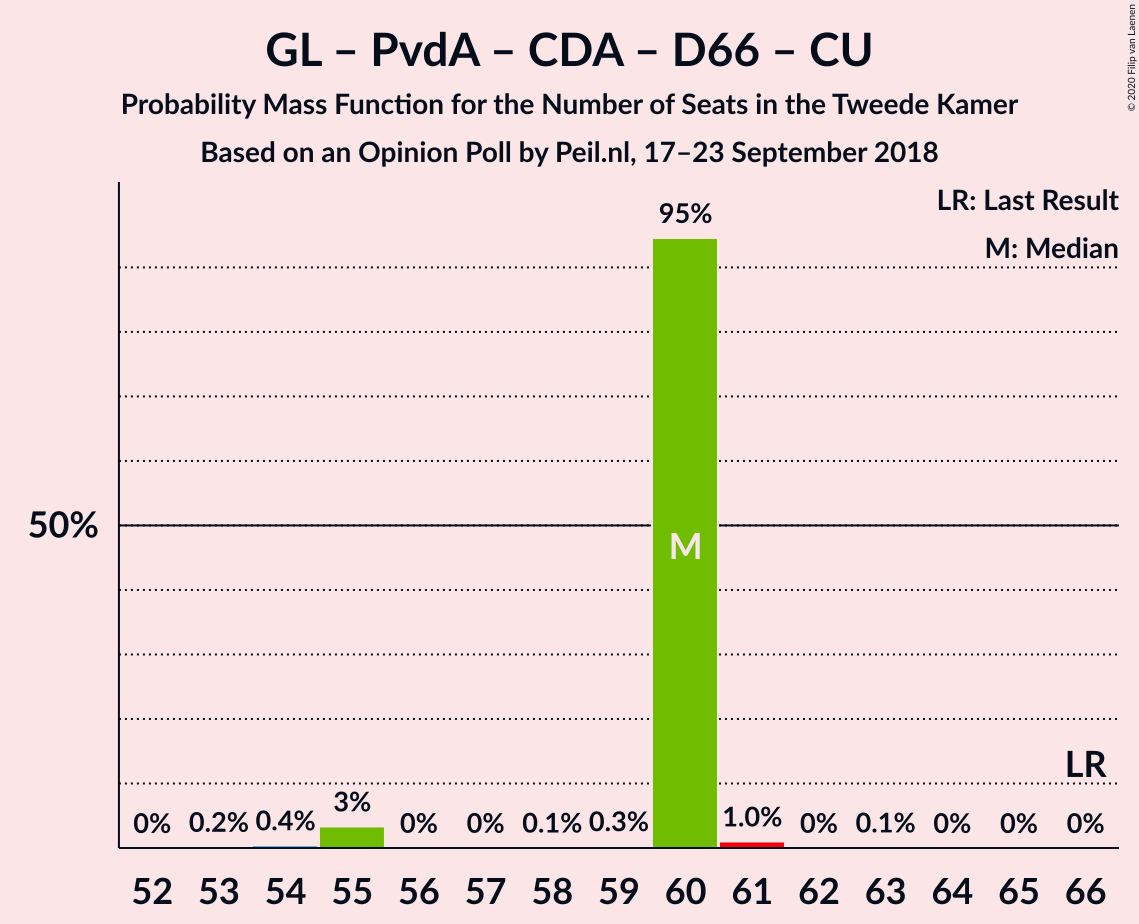 GL – PvdA – CDA – D66 – CU
Probability Mass Function for the Number of Seats in the Tweede Kamer
Based on an Opinion Poll by Peil.nl, 17–23 September 2018
© 2020 Filip van Laenen
LR: Last Result
M: Median
95%
50%
M
LR
0% 0.2% 0.4% 3% 0% 0% 0.1% 0.3% 1.0% 0% 0.1% 0% 0% 0%
52 53 54 55 56 57 58 59 60 61 62 63 64 65 66